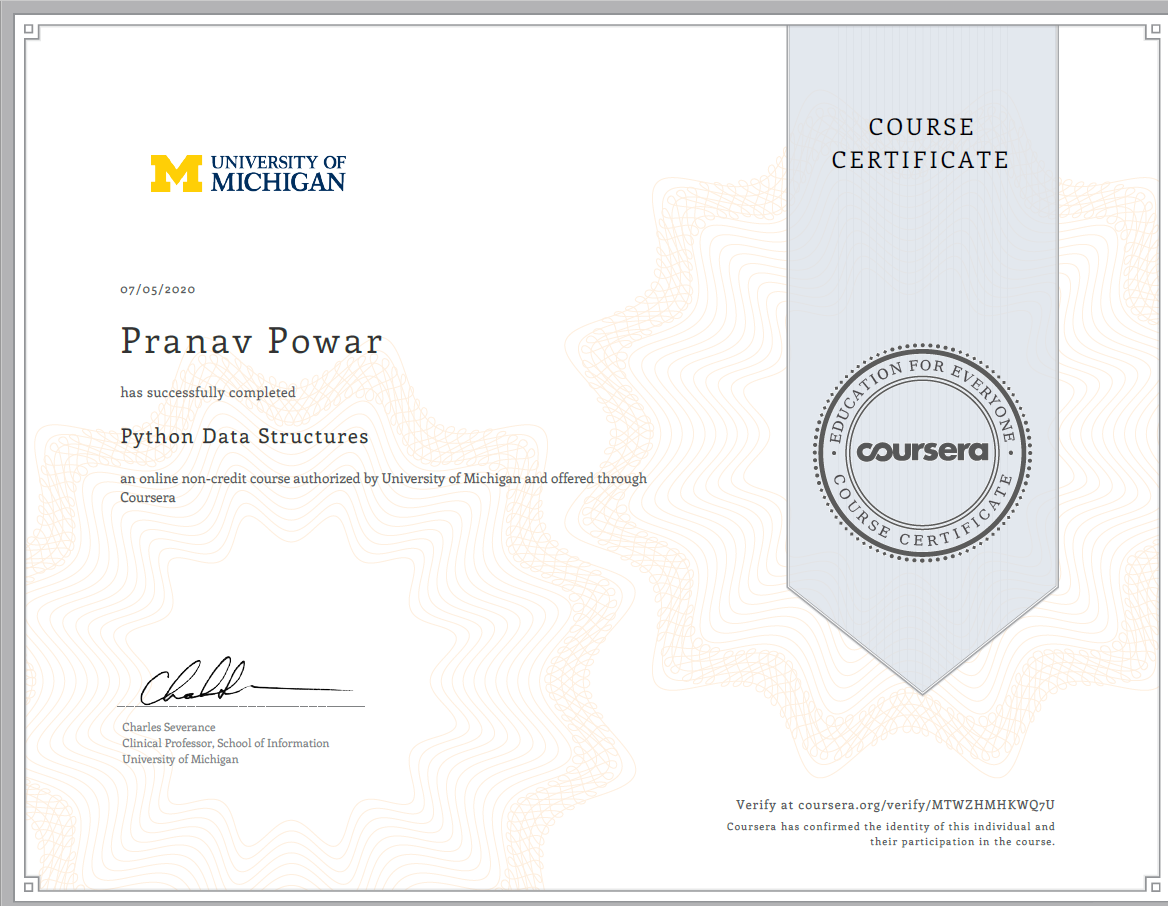 COURSE
CERTIFICATE
UNIVERSITY OF
MICHIGAN
07/05/2020
Pranav Powar
has successfully completed
Python Data Structures
an online non-credit course authorized by University of Michigan and offered through
Coursera
EDUCATION FOR EVERYONE
coursera
COURSE CERTIFICATE
Charles Severance
Clinical Professor, School of Information
University of Michigan
Verify at coursera.org/verify/MTWZHMHKWQ7U
Coursera has confirmed the identity of this individual and
their participation in the course.